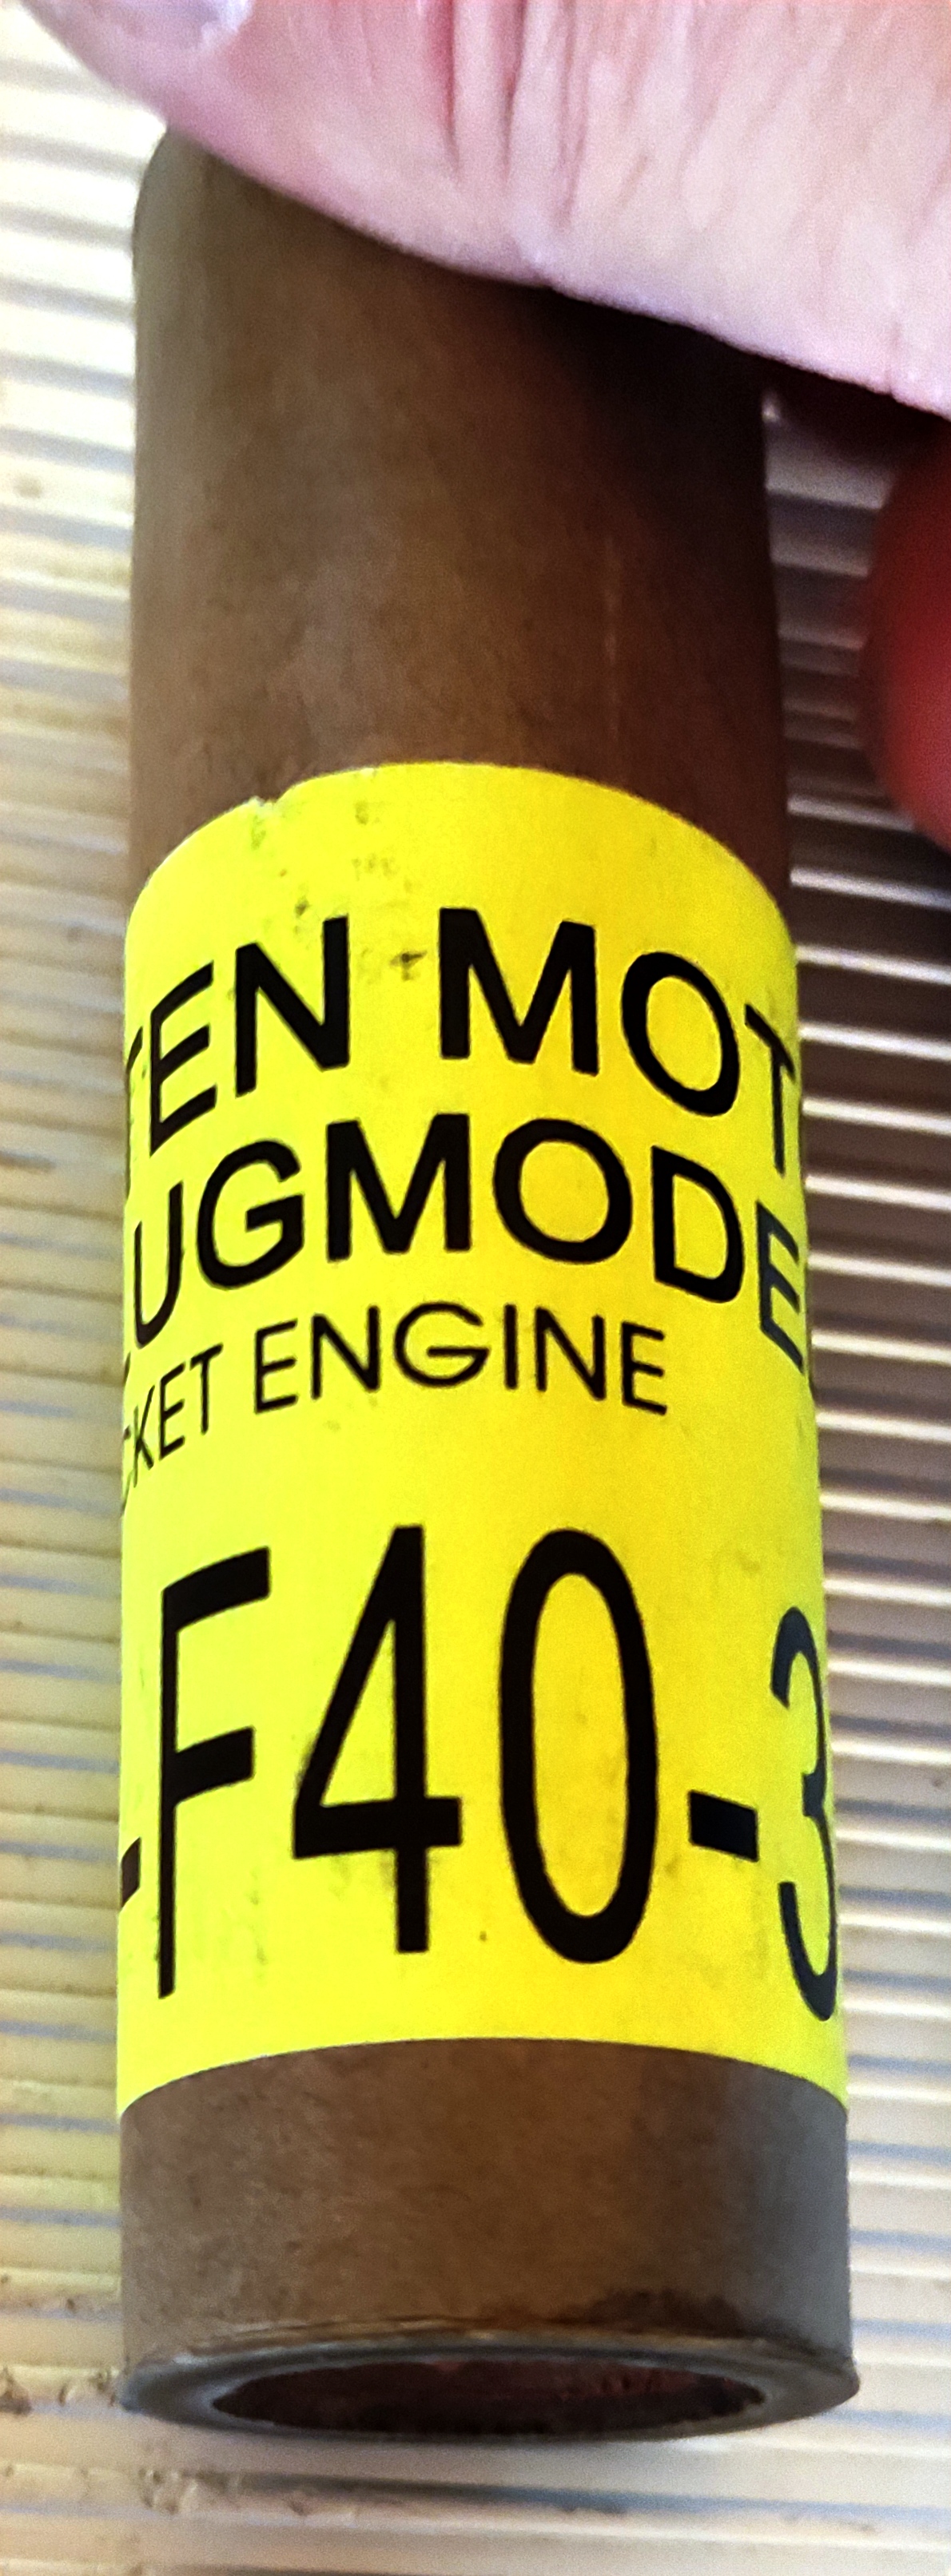 TEN MOT
UGMODE
CKET ENGINE
-F40-3